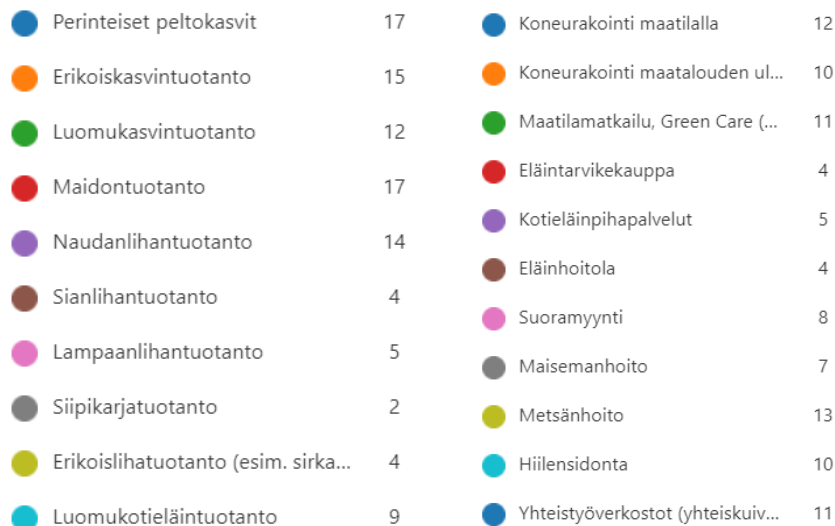 Perinteiset peltokasvit 17
Erikoiskasvintuotanto 15
Luomukasvintuotanto 12
Maidontuotanto 17
Naudanlihantuotanto 14
Sianlihantuotanto 4
Lampaanlihantuotanto 5
Siipikarjatuotanto 2
Erikoislihatuotanto (esim. sirka... 4
Luomukotieläintuotanto 9
Koneurakointi maatilalla 12
Koneurakointi maatalouden ul... 10
Maatilamatkailu, Green Care (... 11
Eläintarvikekauppa 4
Kotieläinpihapalvelut 5
Eläinhoitola 4
Suoramyynti 8
Maisemanhoito 7
Metsänhoito 13
Hiilensidonta 10
Yhteistyöverkostot (yhteiskuiv... 11